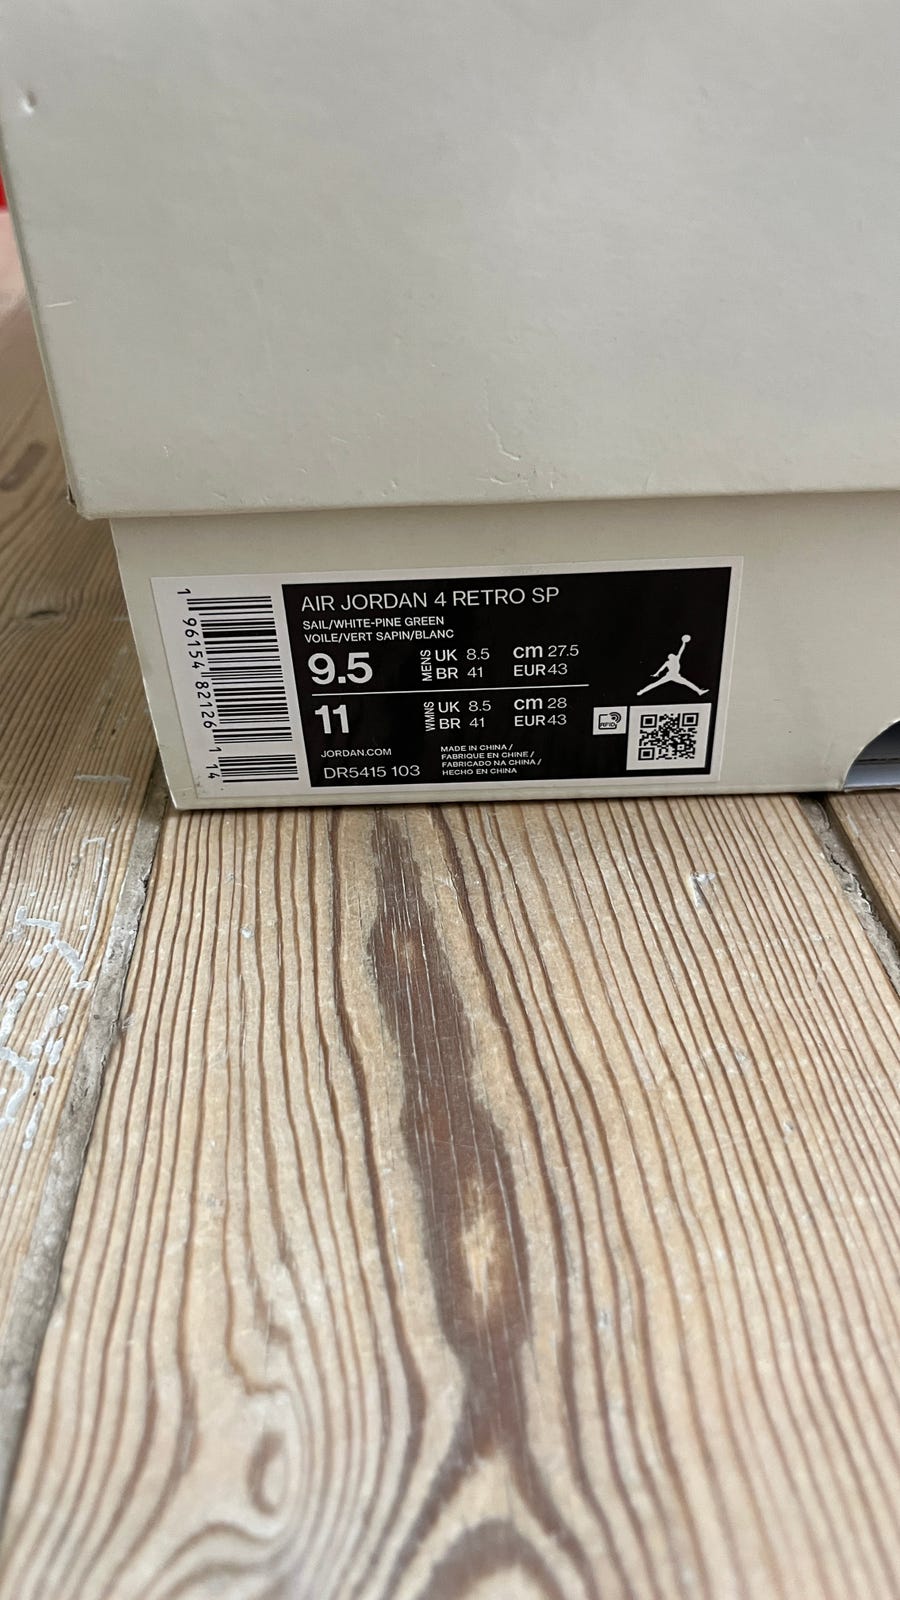 AIR JORDAN 4 RETRO SP
SAIL/WHITE-PINE GREEN
VOILE/VERT SAPIN/BLANC
9.5 MENS UK 8.5 cm 27.5
BR 41 EUR 43
11 WMNS UK 8.5 cm 28
BR 41 EUR 43
RFID
JORDAN.COM
DR5415 103
MADE IN CHINA /
FABRIQUE EN CHINE /
FABRICADO NA CHINA /
HECHO EN CHINA
1 96154 82126 1 14